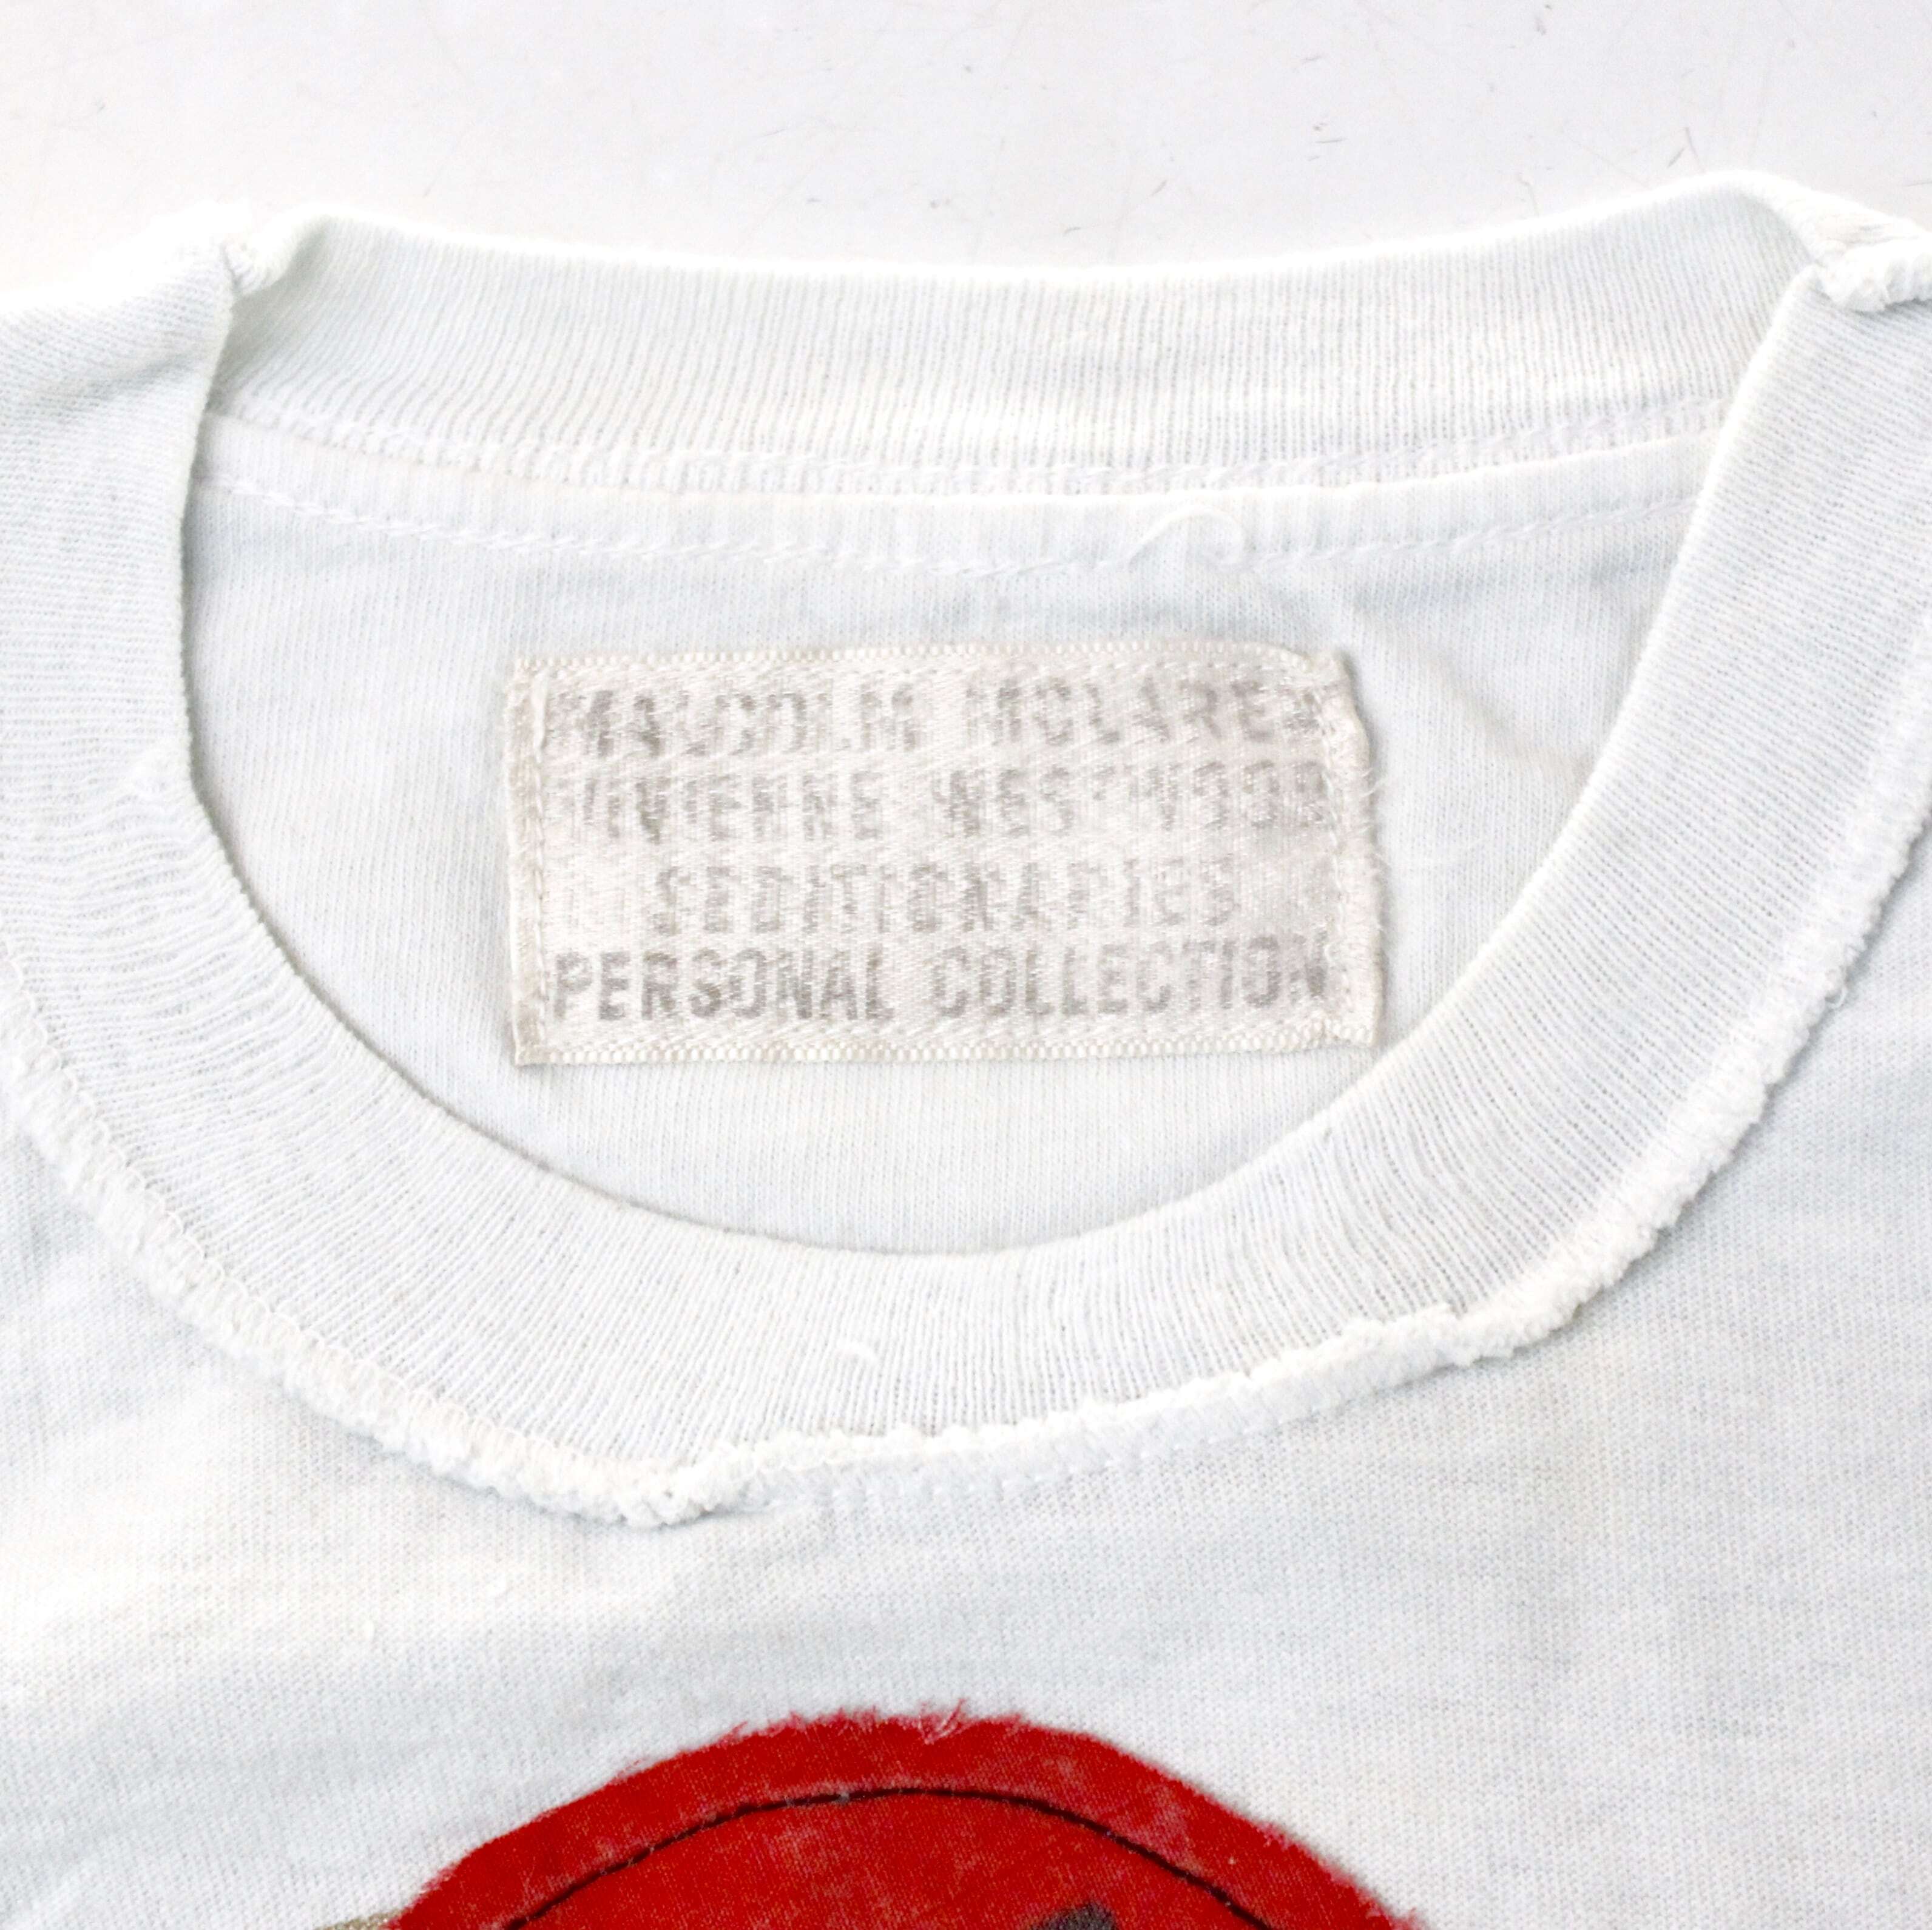 MALCOLM MCLAREN
VIVIENNE WESTWOOD
SEDITIONARIES
PERSONAL COLLECTION